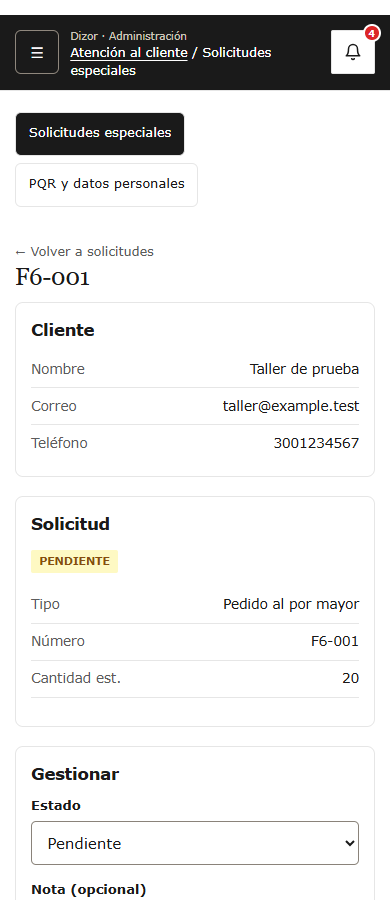 Dizor · Administración
☰
Atención al cliente / Solicitudes
especiales
4
Solicitudes especiales
PQR y datos personales
← Volver a solicitudes
F6-001
Cliente
Nombre Taller de prueba
Correo taller@example.test
Teléfono 3001234567
Solicitud
PENDIENTE
Tipo Pedido al por mayor
Número F6-001
Cantidad est. 20
Gestionar
Estado
Pendiente
Nota (opcional)